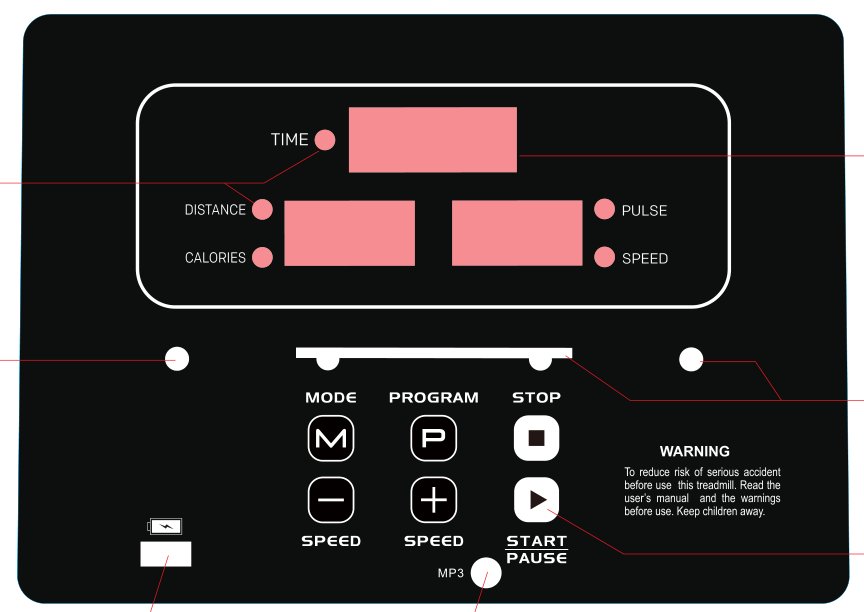 TIME
DISTANCE
PULSE
CALORIES
SPEED
MODE PROGRAM STOP
M P
− +
SPEED SPEED START
PAUSE
MP3
WARNING
To reduce risk of serious accident
before use this treadmill. Read the
user's manual and the warnings
before use. Keep children away.